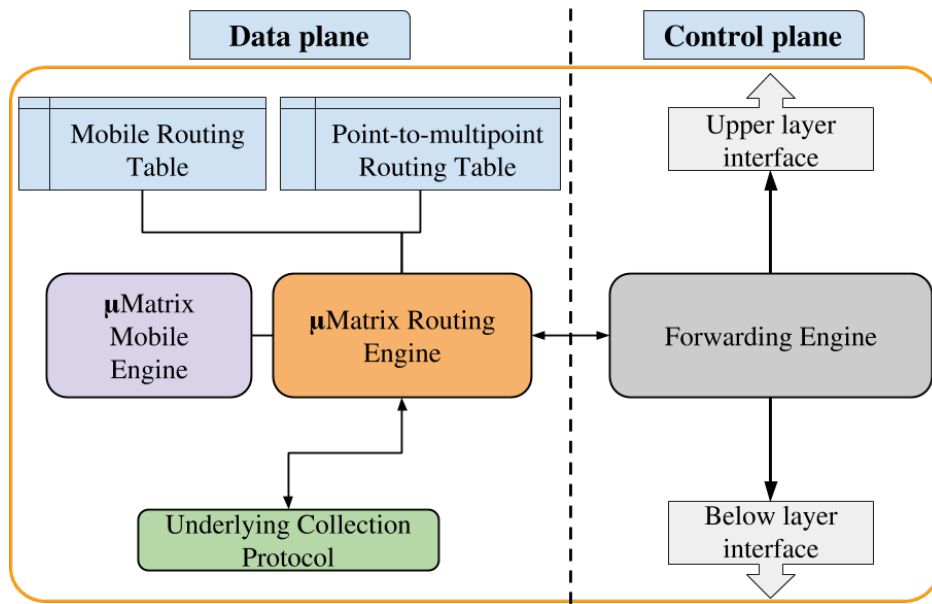 Data plane
Control plane
Mobile Routing
Table
Point-to-multipoint
Routing Table
Upper layer
interface
μMatrix
Mobile
Engine
μMatrix Routing
Engine
Forwarding Engine
Underlying Collection
Protocol
Below layer
interface